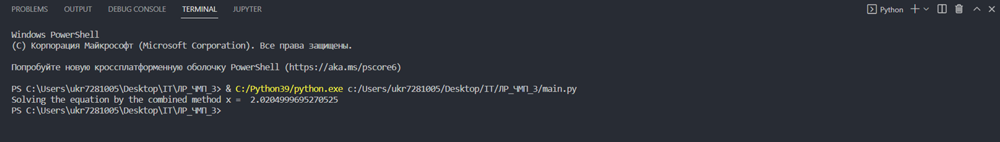 PROBLEMS OUTPUT DEBUG CONSOLE TERMINAL JUPYTER Python
Windows PowerShell
(C) Корпорация Майкрософт (Microsoft Corporation). Все права защищены.
Попробуйте новую кроссплатформенную оболочку PowerShell (https://aka.ms/pscore6)
PS C:\Users\ukr7281005\Desktop\IT\ЛР_ЧМП_3> & C:/Python39/python.exe c:/Users/ukr7281005/Desktop/IT/ЛР_ЧМП_3/main.py
Solving the equation by the combined method x =  2.0204999695270525
PS C:\Users\ukr7281005\Desktop\IT\ЛР_ЧМП_3>